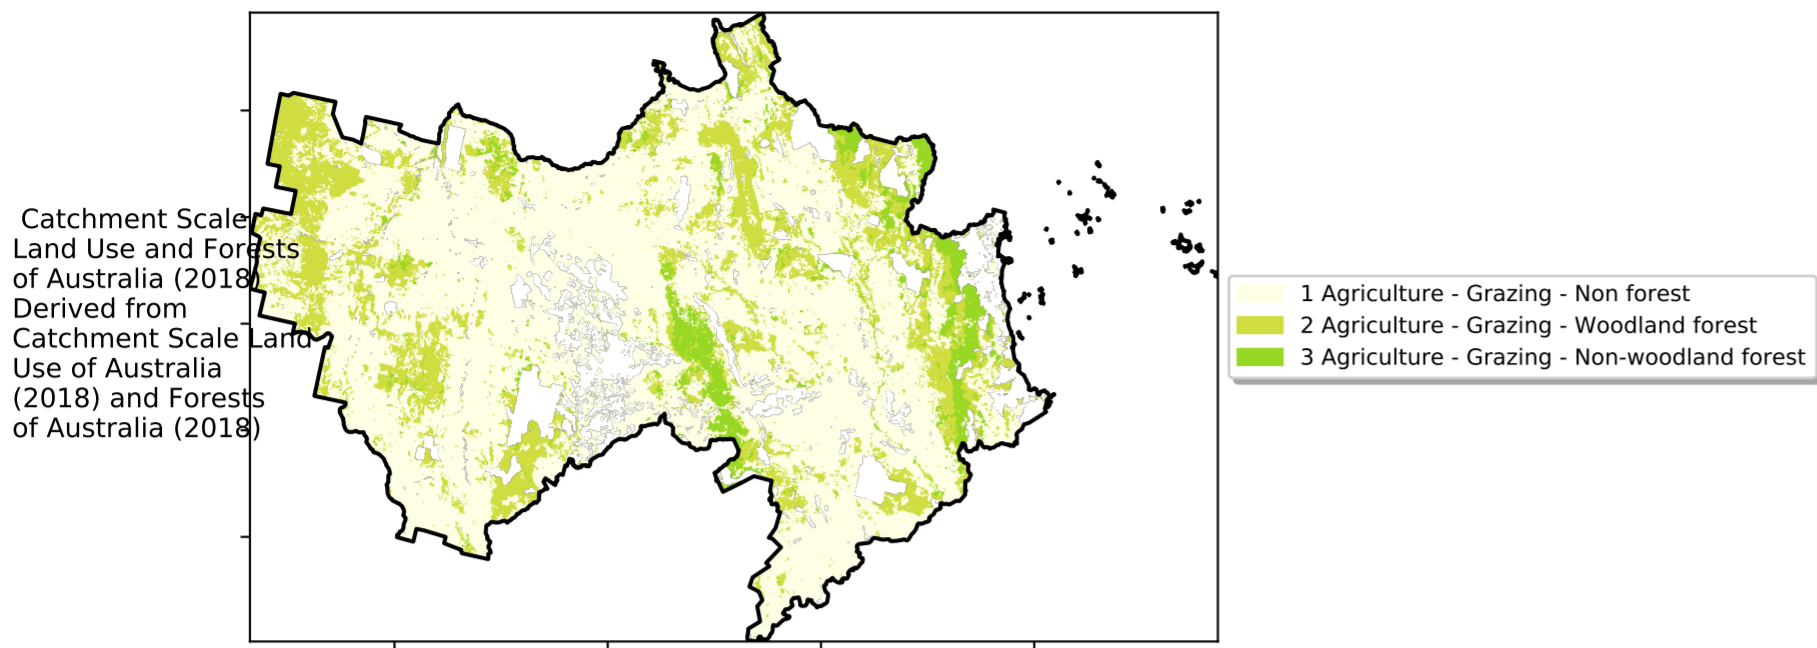 Catchment Scale
Land Use and Forests
of Australia (2018)
Derived from
Catchment Scale Land
Use of Australia
(2018) and Forests
of Australia (2018)
1 Agriculture - Grazing - Non forest
2 Agriculture - Grazing - Woodland forest
3 Agriculture - Grazing - Non-woodland forest